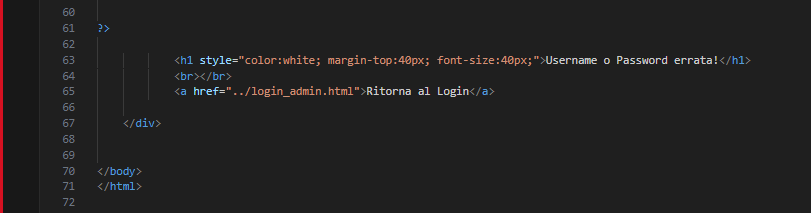 60
61 ?>
62
63 <h1 style="color:white; margin-top:40px; font-size:40px;">Username o Password errata!</h1>
64 <br></br>
65 <a href="../login_admin.html">Ritorna al Login</a>
66
67 </div>
68
69
70 </body>
71 </html>
72